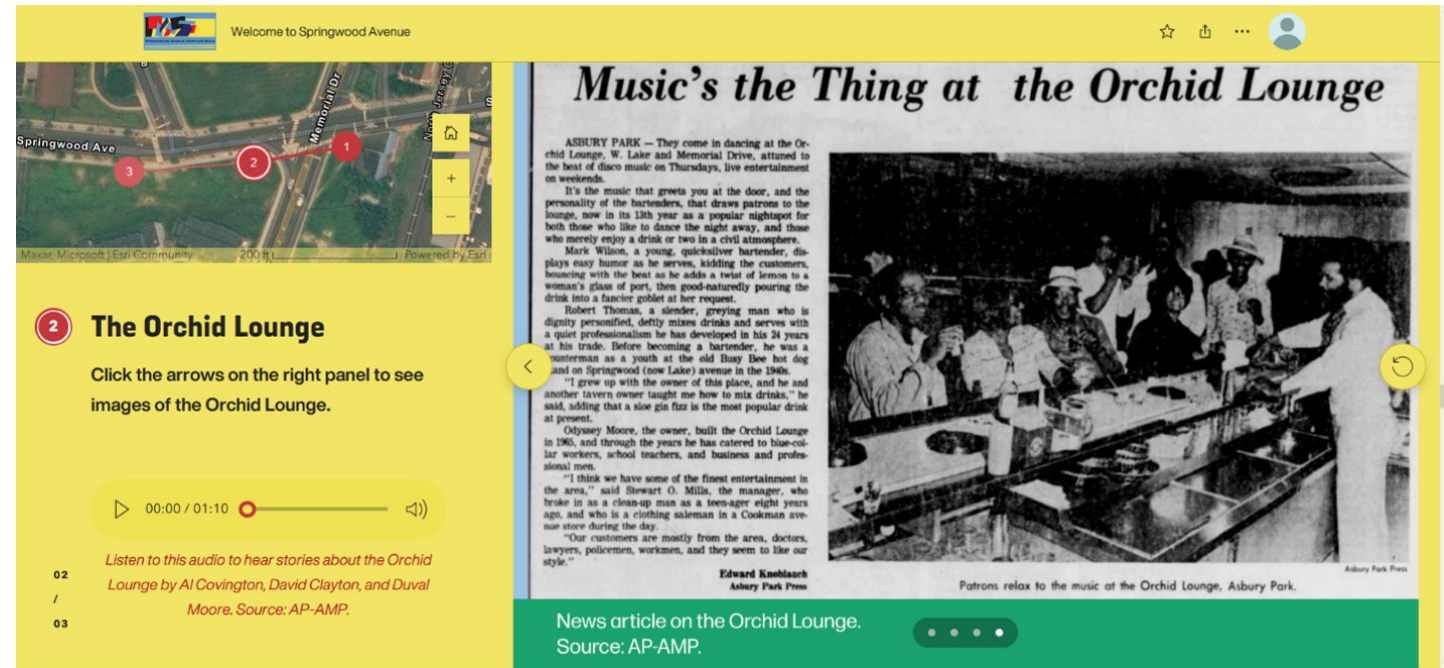 Welcome to Springwood Avenue
Springwood Ave
Memorial Dr
3
2
1
+
−
Maxar, Microsoft | Esri Community
200 ft
Powered by Esri
2
The Orchid Lounge
Click the arrows on the right panel to see
images of the Orchid Lounge.
00:00 / 01:10
Listen to this audio to hear stories about the Orchid
Lounge by Al Covington, David Clayton, and Duval
Moore. Source: AP-AMP.
02
/
03
Music's the Thing at the Orchid Lounge
ASBURY PARK — They come in dancing at the Or-
chid Lounge, W. Lake and Memorial Drive, attuned to
the beat of disco music on Thursdays, live entertainment
on weekends.
It's the music that greets you at the door, and the
personality of the bartenders, that draws patrons to the
lounge, now in its 13th year as a popular nightspot for
both those who like to dance the night away, and those
who merely enjoy a drink or two in a civil atmosphere.
Mark Wilson, a young, quicksilver bartender, dis-
plays easy humor as he serves, kidding the customers,
bouncing with the beat as he adds a twist of lemon to a
woman's glass of port, then good-naturedly pouring the
drink into a fancier goblet at her request.
Robert Thomas, a slender, greying man who is
dignity personified, deftly mixes drinks and serves with
a quiet professionalism he has developed in his 24 years
at his trade. Before becoming a bartender, he was a
counterman as a youth at the old Busy Bee hot dog
and on Springwood (now Lake) avenue in the 1940s.
"I grew up with the owner of this place, and he and
another tavern owner taught me how to mix drinks," he
said, adding that a sloe gin fizz is the most popular drink
at present.
Odyssey Moore, the owner, built the Orchid Lounge
in 1965, and through the years he has catered to blue-col-
lar workers, school teachers, and business and profes-
sional men.
"I think we have some of the finest entertainment in
the area," said Stewart O. Mills, the manager, who
broke in as a clean-up man as a teen-ager eight years
ago, and who is a clothing saleman in a Cookman ave-
nue store during the day.
"Our customers are mostly from the area, doctors,
lawyers, policemen, workmen, and they seem to like our
style."
Edward Knoblauch
Asbury Park Press
Asbury Park Press
Patrons relax to the music at the Orchid Lounge, Asbury Park.
News article on the Orchid Lounge.
Source: AP-AMP.